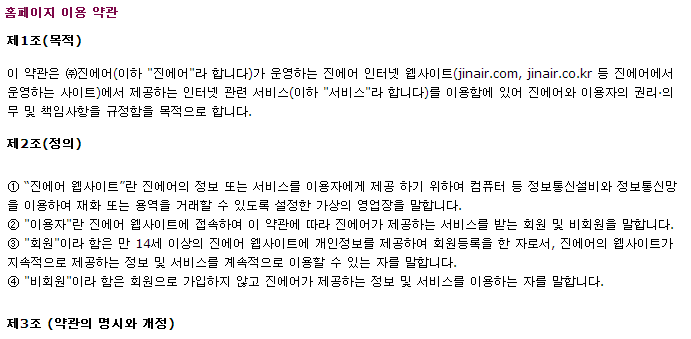 홈페이지 이용 약관
제1조(목적)
이 약관은 ㈜진에어(이하 "진에어"라 합니다)가 운영하는 진에어 인터넷 웹사이트(jinair.com, jinair.co.kr 등 진에어에서
운영하는 사이트)에서 제공하는 인터넷 관련 서비스(이하 "서비스"라 합니다)를 이용함에 있어 진에어와 이용자의 권리·의
무 및 책임사항을 규정함을 목적으로 합니다.
제2조(정의)
① “진에어 웹사이트”란 진에어의 정보 또는 서비스를 이용자에게 제공 하기 위하여 컴퓨터 등 정보통신설비와 정보통신망
을 이용하여 재화 또는 용역을 거래할 수 있도록 설정한 가상의 영업장을 말합니다.
② "이용자"란 진에어 웹사이트에 접속하여 이 약관에 따라 진에어가 제공하는 서비스를 받는 회원 및 비회원을 말합니다.
③ "회원"이라 함은 만 14세 이상의 진에어 웹사이트에 개인정보를 제공하여 회원등록을 한 자로서, 진에어의 웹사이트가
지속적으로 제공하는 정보 및 서비스를 계속적으로 이용할 수 있는 자를 말합니다.
④ "비회원"이라 함은 회원으로 가입하지 않고 진에어가 제공하는 정보 및 서비스를 이용하는 자를 말합니다.
제3조 (약관의 명시와 개정)